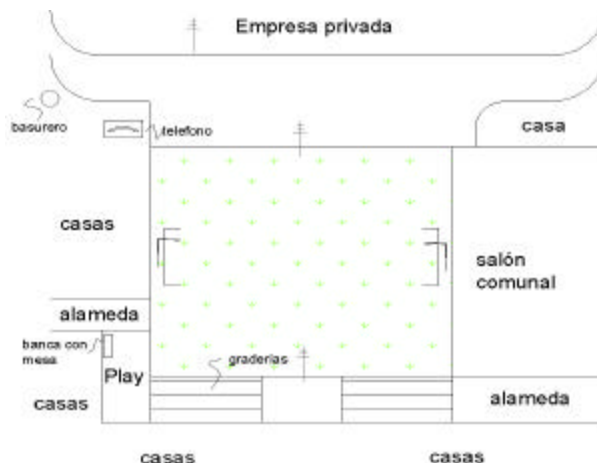 Empresa privada
basurero
telefono
casa
casas
salón
comunal
alameda
banca con
mesa
graderías
Play
casas
alameda
casas
casas